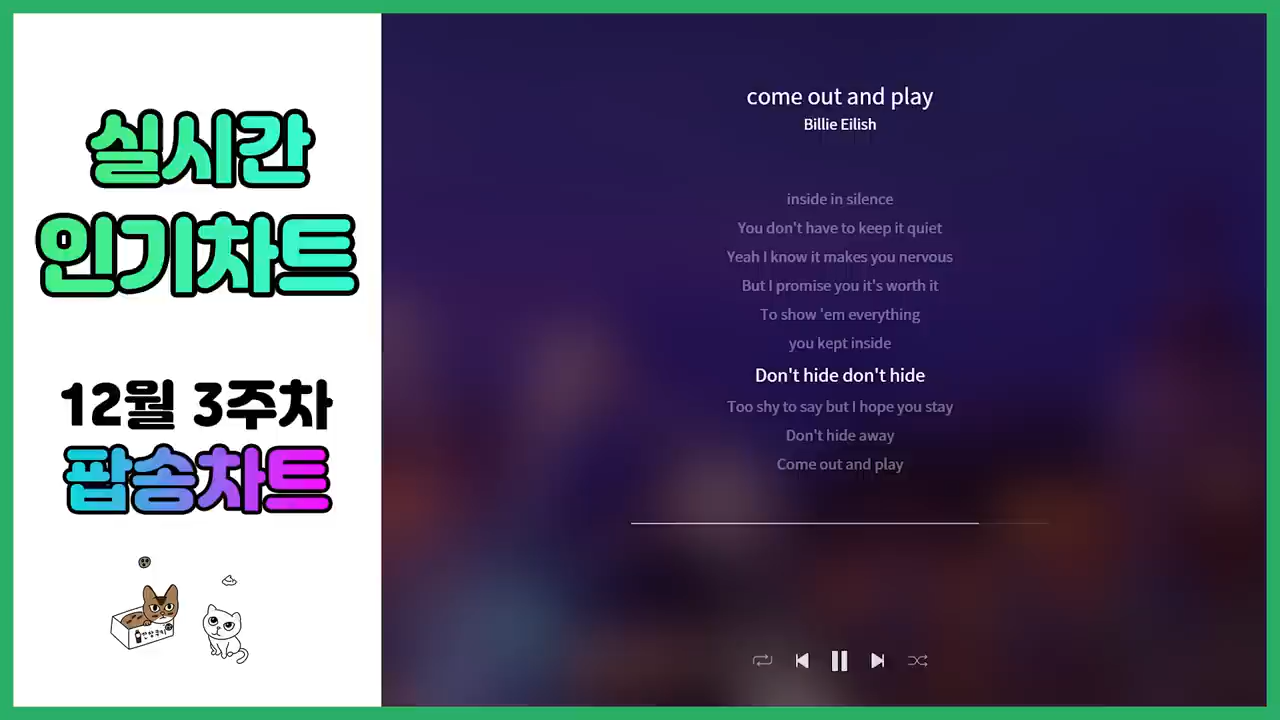 실시간
인기차트
12월 3주차
팝송차트
come out and play
Billie Eilish
inside in silence
You don't have to keep it quiet
Yeah I know it makes you nervous
But I promise you it's worth it
To show 'em everything
you kept inside
Don't hide don't hide
Too shy to say but I hope you stay
Don't hide away
Come out and play